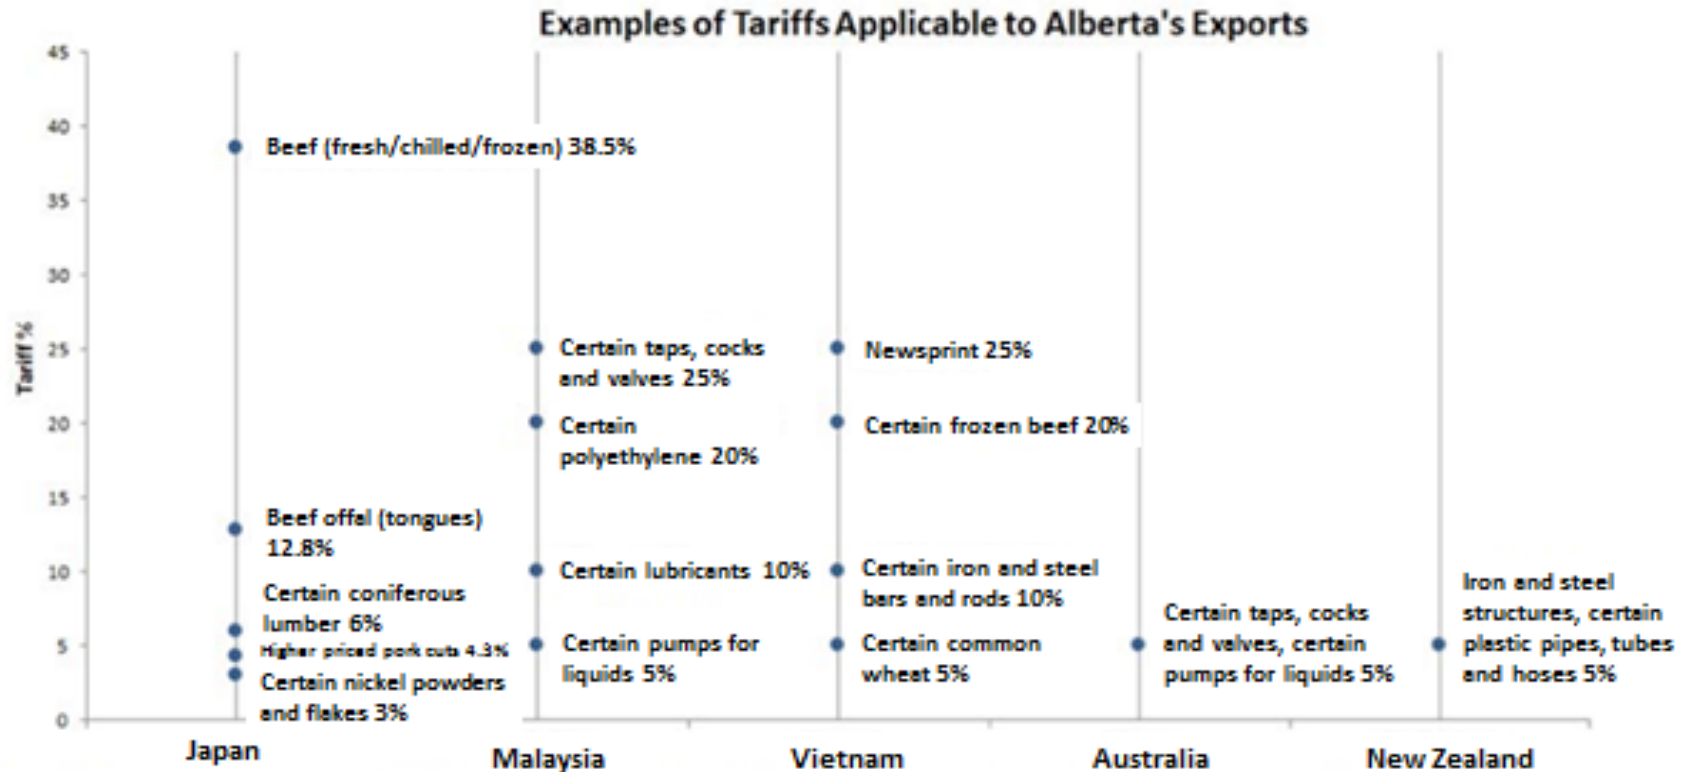 Examples of Tariffs Applicable to Alberta's Exports
Tariff %
45
40
35
30
25
20
15
10
5
0
Beef (fresh/chilled/frozen) 38.5%
Beef offal (tongues)
12.8%
Certain coniferous
lumber 6%
Higher priced pork cuts 4.3%
Certain nickel powders
and flakes 3%
Certain taps, cocks
and valves 25%
Certain
polyethylene 20%
Certain lubricants 10%
Certain pumps for
liquids 5%
Newsprint 25%
Certain frozen beef 20%
Certain iron and steel
bars and rods 10%
Certain common
wheat 5%
Certain taps, cocks
and valves, certain
pumps for liquids 5%
Iron and steel
structures, certain
plastic pipes, tubes
and hoses 5%
Japan
Malaysia
Vietnam
Australia
New Zealand